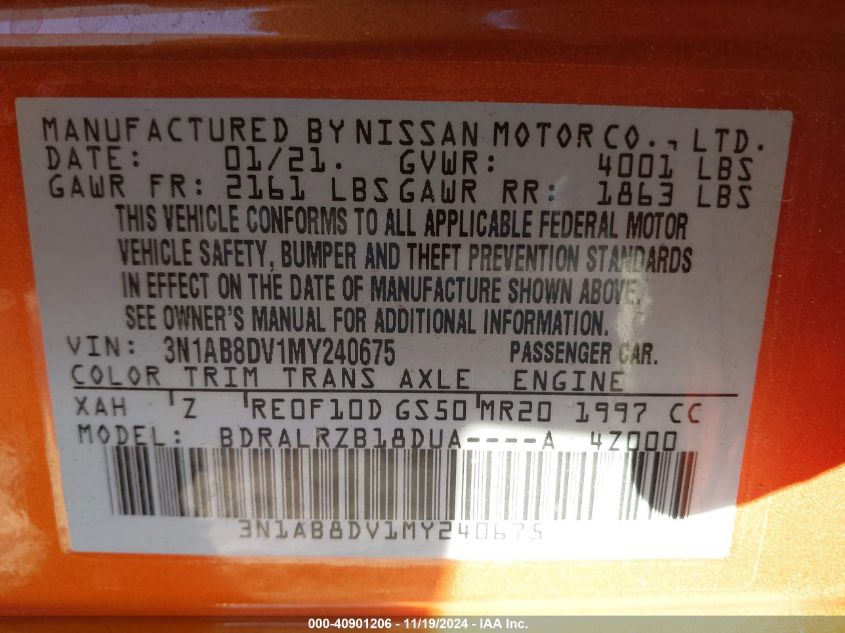 MANUFACTURED BY NISSAN MOTOR CO., LTD.
DATE: 01/21. GVWR: 4001 LBS
GAWR FR: 2161 LBS GAWR RR: 1863 LBS
THIS VEHICLE CONFORMS TO ALL APPLICABLE FEDERAL MOTOR
VEHICLE SAFETY, BUMPER AND THEFT PREVENTION STANDARDS
IN EFFECT ON THE DATE OF MANUFACTURE SHOWN ABOVE.
SEE OWNER'S MANUAL FOR ADDITIONAL INFORMATION.
VIN: 3N1AB8DV1MY240675 PASSENGER CAR.
COLOR TRIM TRANS AXLE ENGINE
XAH Z RE0F10D GS50 MR20 1997 CC
MODEL: BDRALRZB18DUA----A 4Z000
3N1AB8DV1MY240675
000-40901206 - 11/19/2024 - IAA Inc.